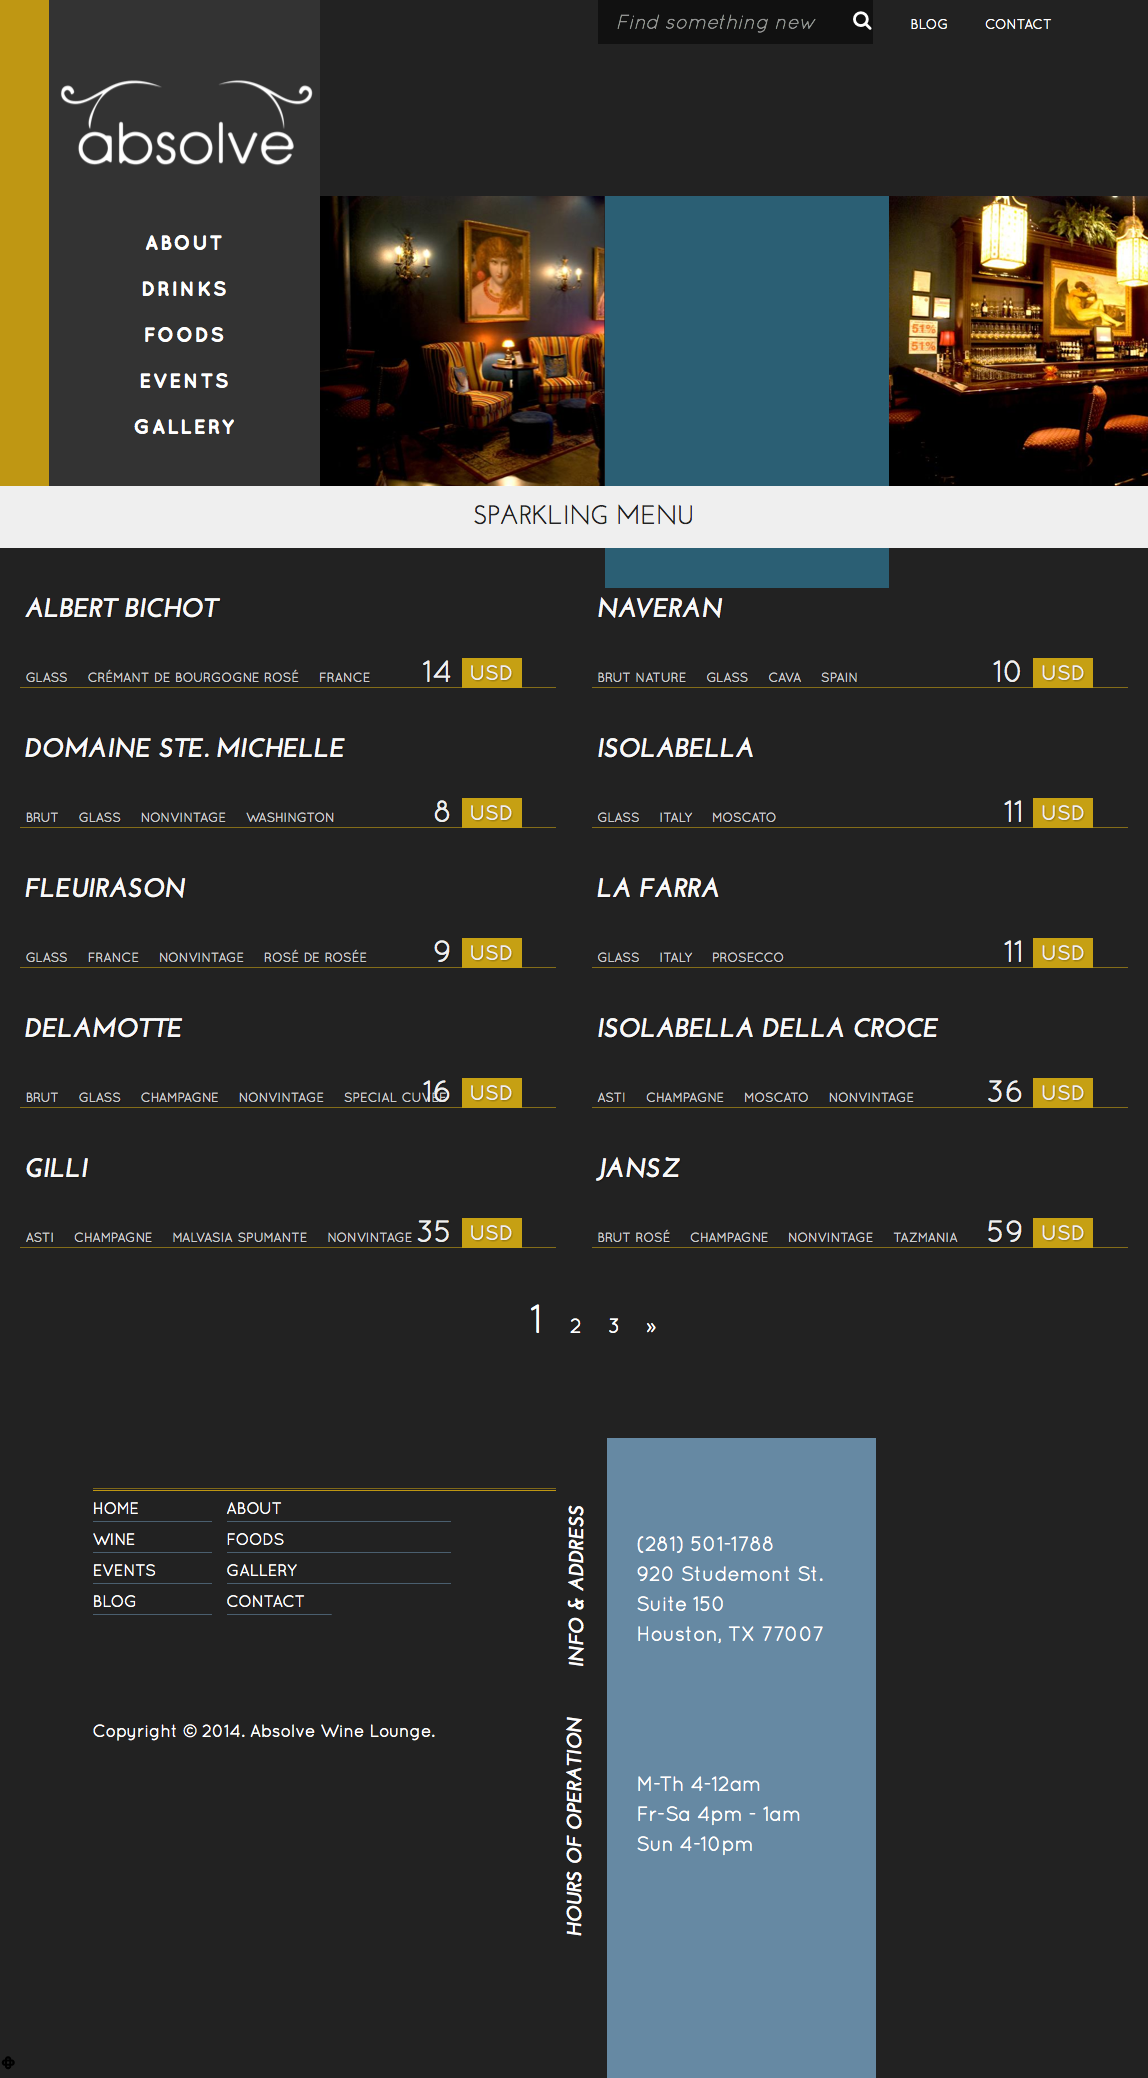 Find something new
BLOG
CONTACT
absolve
ABOUT
DRINKS
FOODS
EVENTS
GALLERY
51%
51%
SPARKLING MENU
ALBERT BICHOT
GLASS CRÉMANT DE BOURGOGNE ROSÉ FRANCE 14 USD
NAVERAN
BRUT NATURE GLASS CAVA SPAIN 10 USD
DOMAINE STE. MICHELLE
BRUT GLASS NONVINTAGE WASHINGTON 8 USD
ISOLABELLA
GLASS ITALY MOSCATO 11 USD
FLEUIRASON
GLASS FRANCE NONVINTAGE ROSÉ DE ROSÉE 9 USD
LA FARRA
GLASS ITALY PROSECCO 11 USD
DELAMOTTE
BRUT GLASS CHAMPAGNE NONVINTAGE SPECIAL CUVÉE 16 USD
ISOLABELLA DELLA CROCE
ASTI CHAMPAGNE MOSCATO NONVINTAGE 36 USD
GILLI
ASTI CHAMPAGNE MALVASIA SPUMANTE NONVINTAGE 35 USD
JANSZ
BRUT ROSÉ CHAMPAGNE NONVINTAGE TAZMANIA 59 USD
1 2 3 »
HOME ABOUT
WINE FOODS
EVENTS GALLERY
BLOG CONTACT
Copyright © 2014. Absolve Wine Lounge.
INFO & ADDRESS
(281) 501-1788
920 Studemont St.
Suite 150
Houston, TX 77007
HOURS OF OPERATION
M-Th 4-12am
Fr-Sa 4pm - 1am
Sun 4-10pm